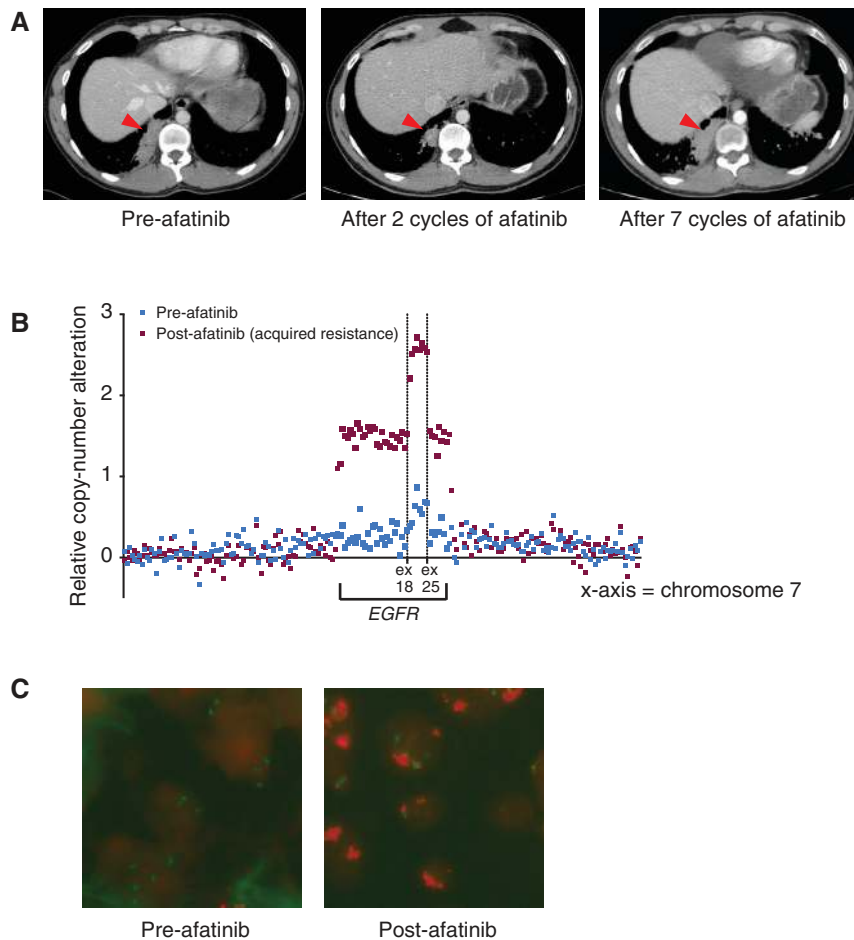 A
Pre-afatinib
After 2 cycles of afatinib
After 7 cycles of afatinib
B
Relative copy-number alteration
3
2
1
0
Pre-afatinib
Post-afatinib (acquired resistance)
ex ex
18 25
EGFR
x-axis = chromosome 7
C
Pre-afatinib
Post-afatinib